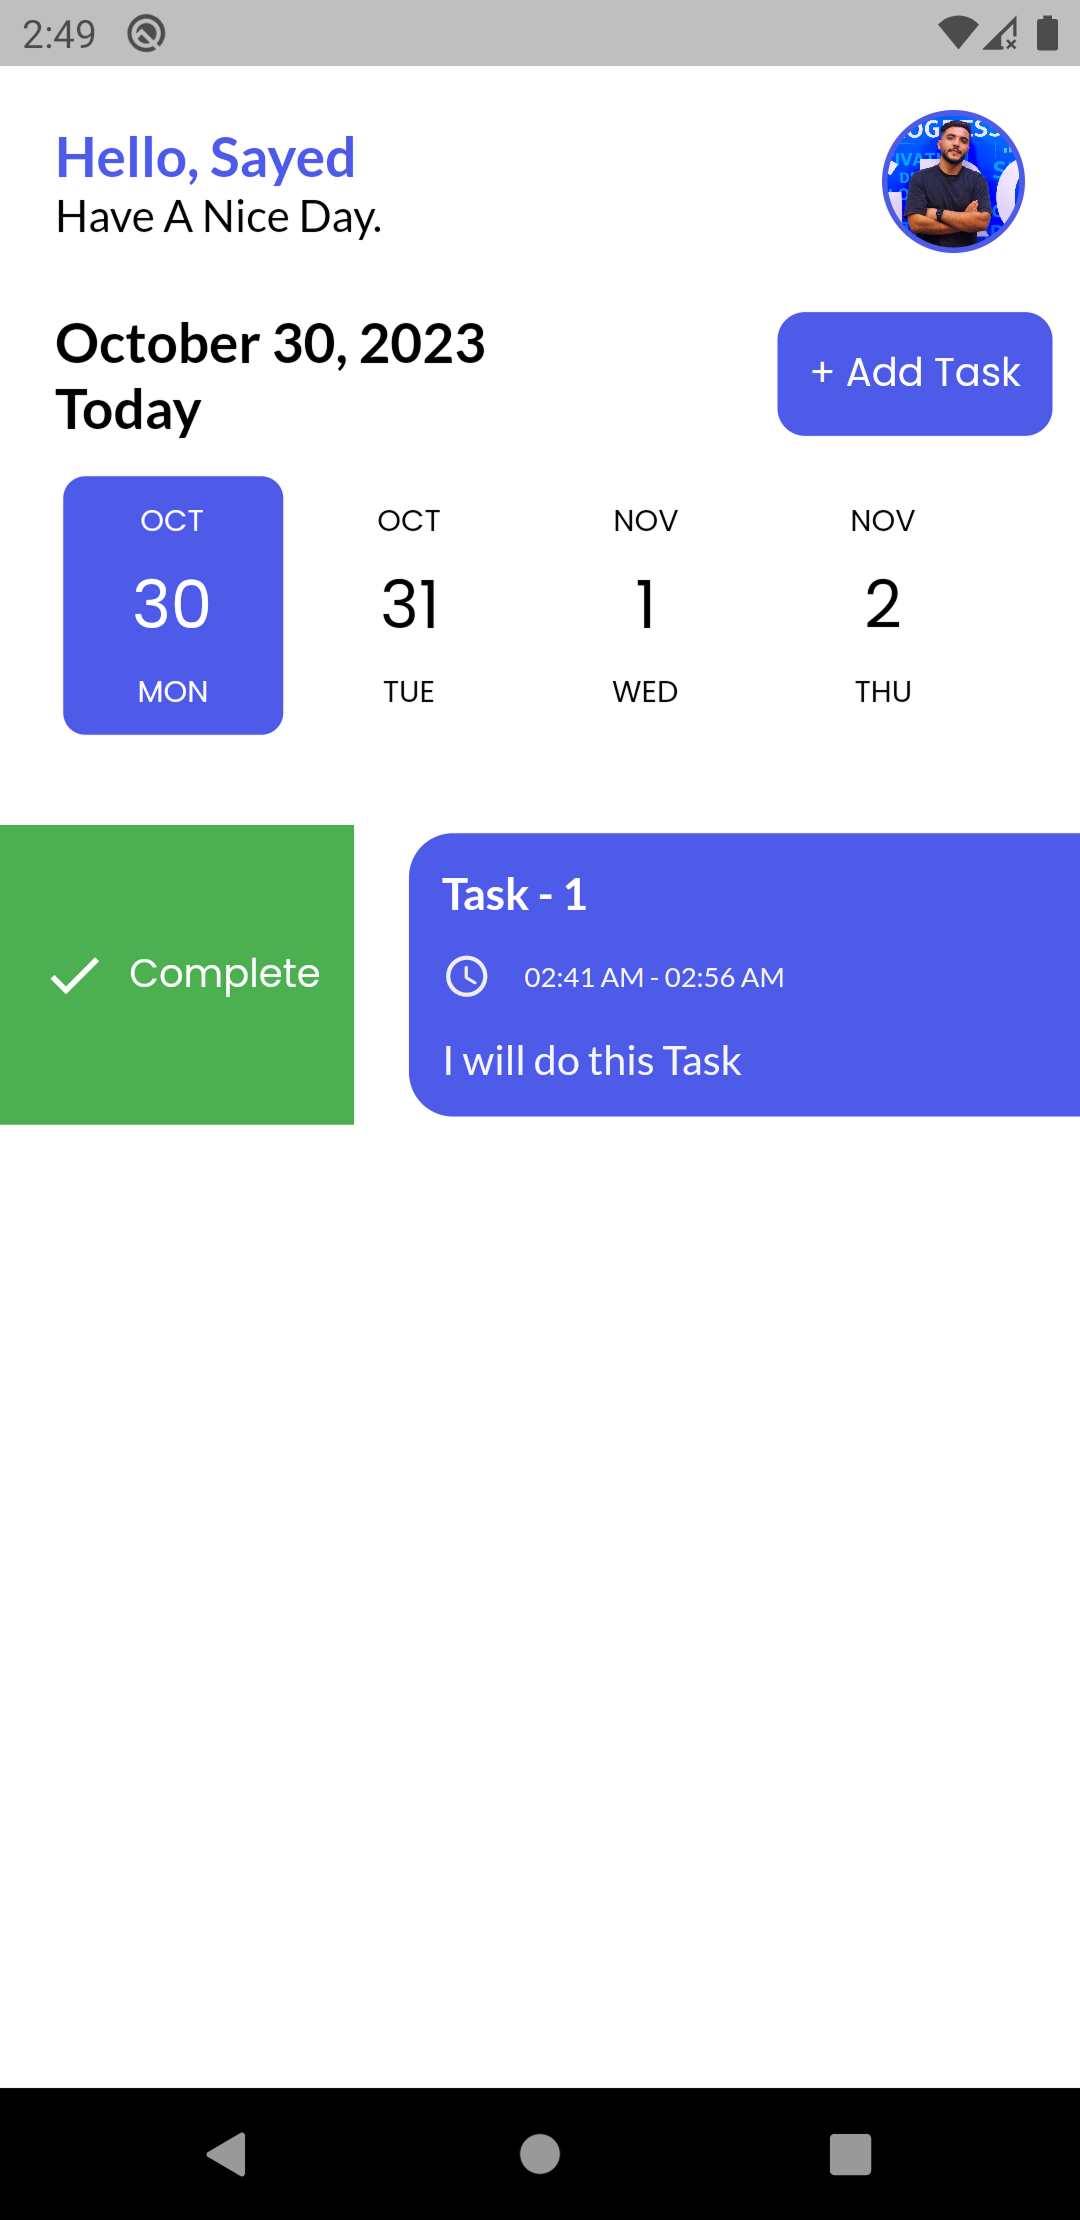 2:49
Hello, Sayed
Have A Nice Day.
October 30, 2023
Today
+ Add Task
OCT OCT NOV NOV
30 31 1 2
MON TUE WED THU
Complete
Task - 1
02:41 AM - 02:56 AM
I will do this Task